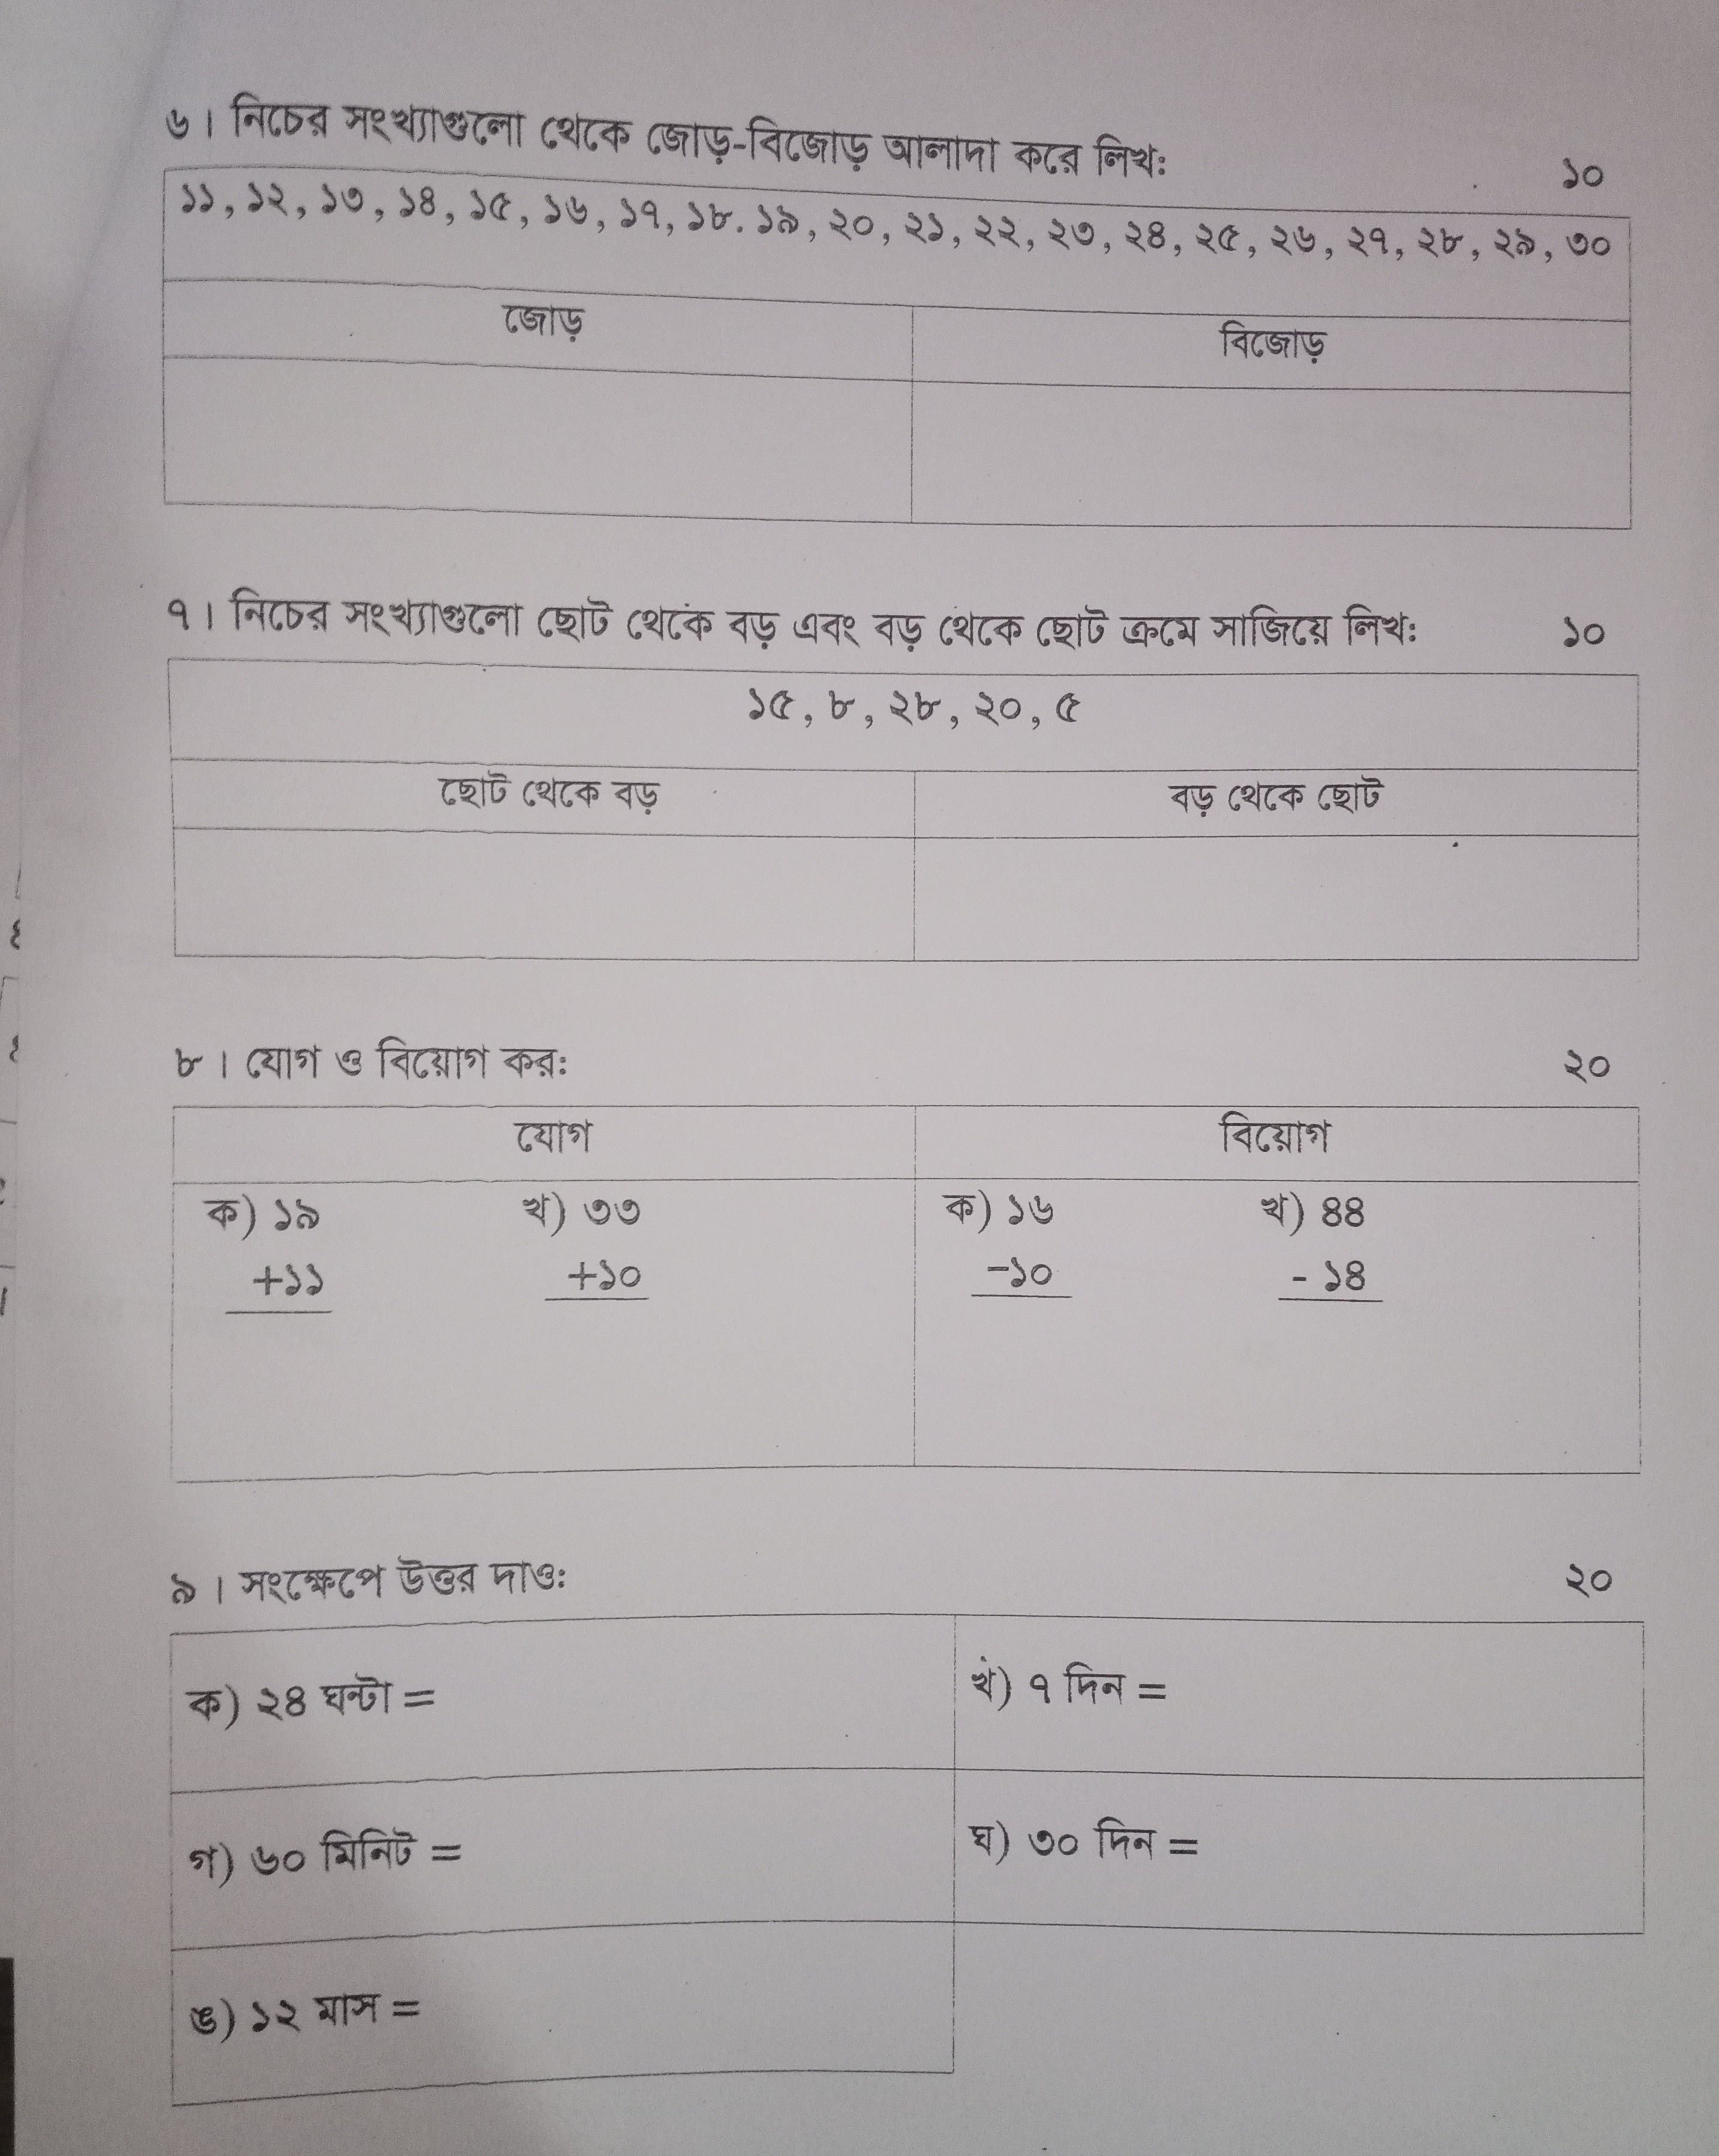 ৬। নিচের সংখ্যাগুলো থেকে জোড়-বিজোড় আলাদা করে লিখঃ ১০
১১, ১২, ১৩, ১৪, ১৫, ১৬, ১৭, ১৮. ১৯, ২০, ২১, ২২, ২৩, ২৪, ২৫, ২৬, ২৭, ২৮, ২৯, ৩০
জোড় বিজোড়
৭। নিচের সংখ্যাগুলো ছোট থেকে বড় এবং বড় থেকে ছোট ক্রমে সাজিয়ে লিখঃ ১০
১৫, ৮, ২৮, ২০, ৫
ছোট থেকে বড় বড় থেকে ছোট
৮। যোগ ও বিয়োগ কর: ২০
যোগ বিয়োগ
ক) ১৯ খ) ৩৩ ক) ১৬ খ) ৪৪
+১১ +১০ −১০ - ১৪
৯। সংক্ষেপে উত্তর দাও: ২০
ক) ২৪ ঘন্টা = খ) ৭ দিন =
গ) ৬০ মিনিট = ঘ) ৩০ দিন =
ঙ) ১২ মাস =